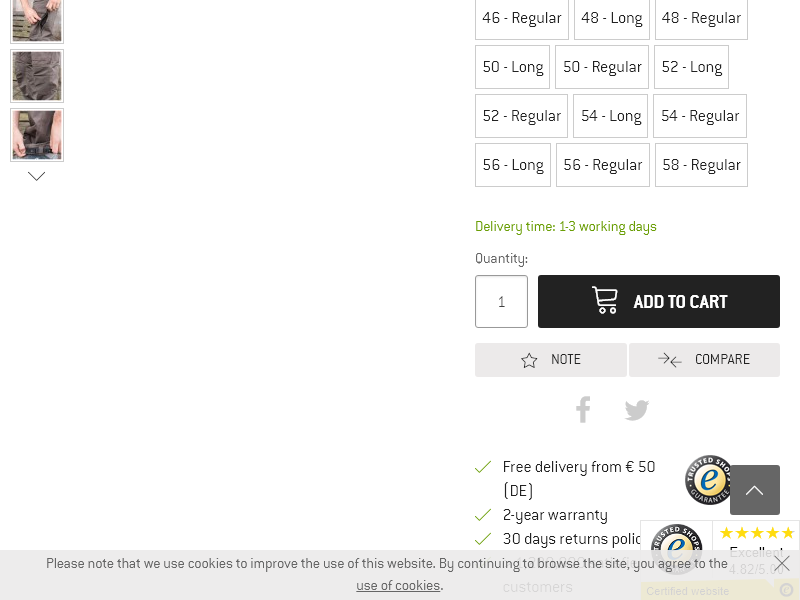 46 - Regular
48 - Long
48 - Regular
50 - Long
50 - Regular
52 - Long
52 - Regular
54 - Long
54 - Regular
56 - Long
56 - Regular
58 - Regular
Delivery time: 1-3 working days
Quantity:
1
ADD TO CART
NOTE
COMPARE
Free delivery from € 50
(DE)
2-year warranty
30 days returns polic
customers
TRUSTED SHOPS
GUARANTEE
e
TRUSTED SHOPS
e
Excellent
4.82/5.00
Certified website
Please note that we use cookies to improve the use of this website. By continuing to browse the site, you agree to the
use of cookies.